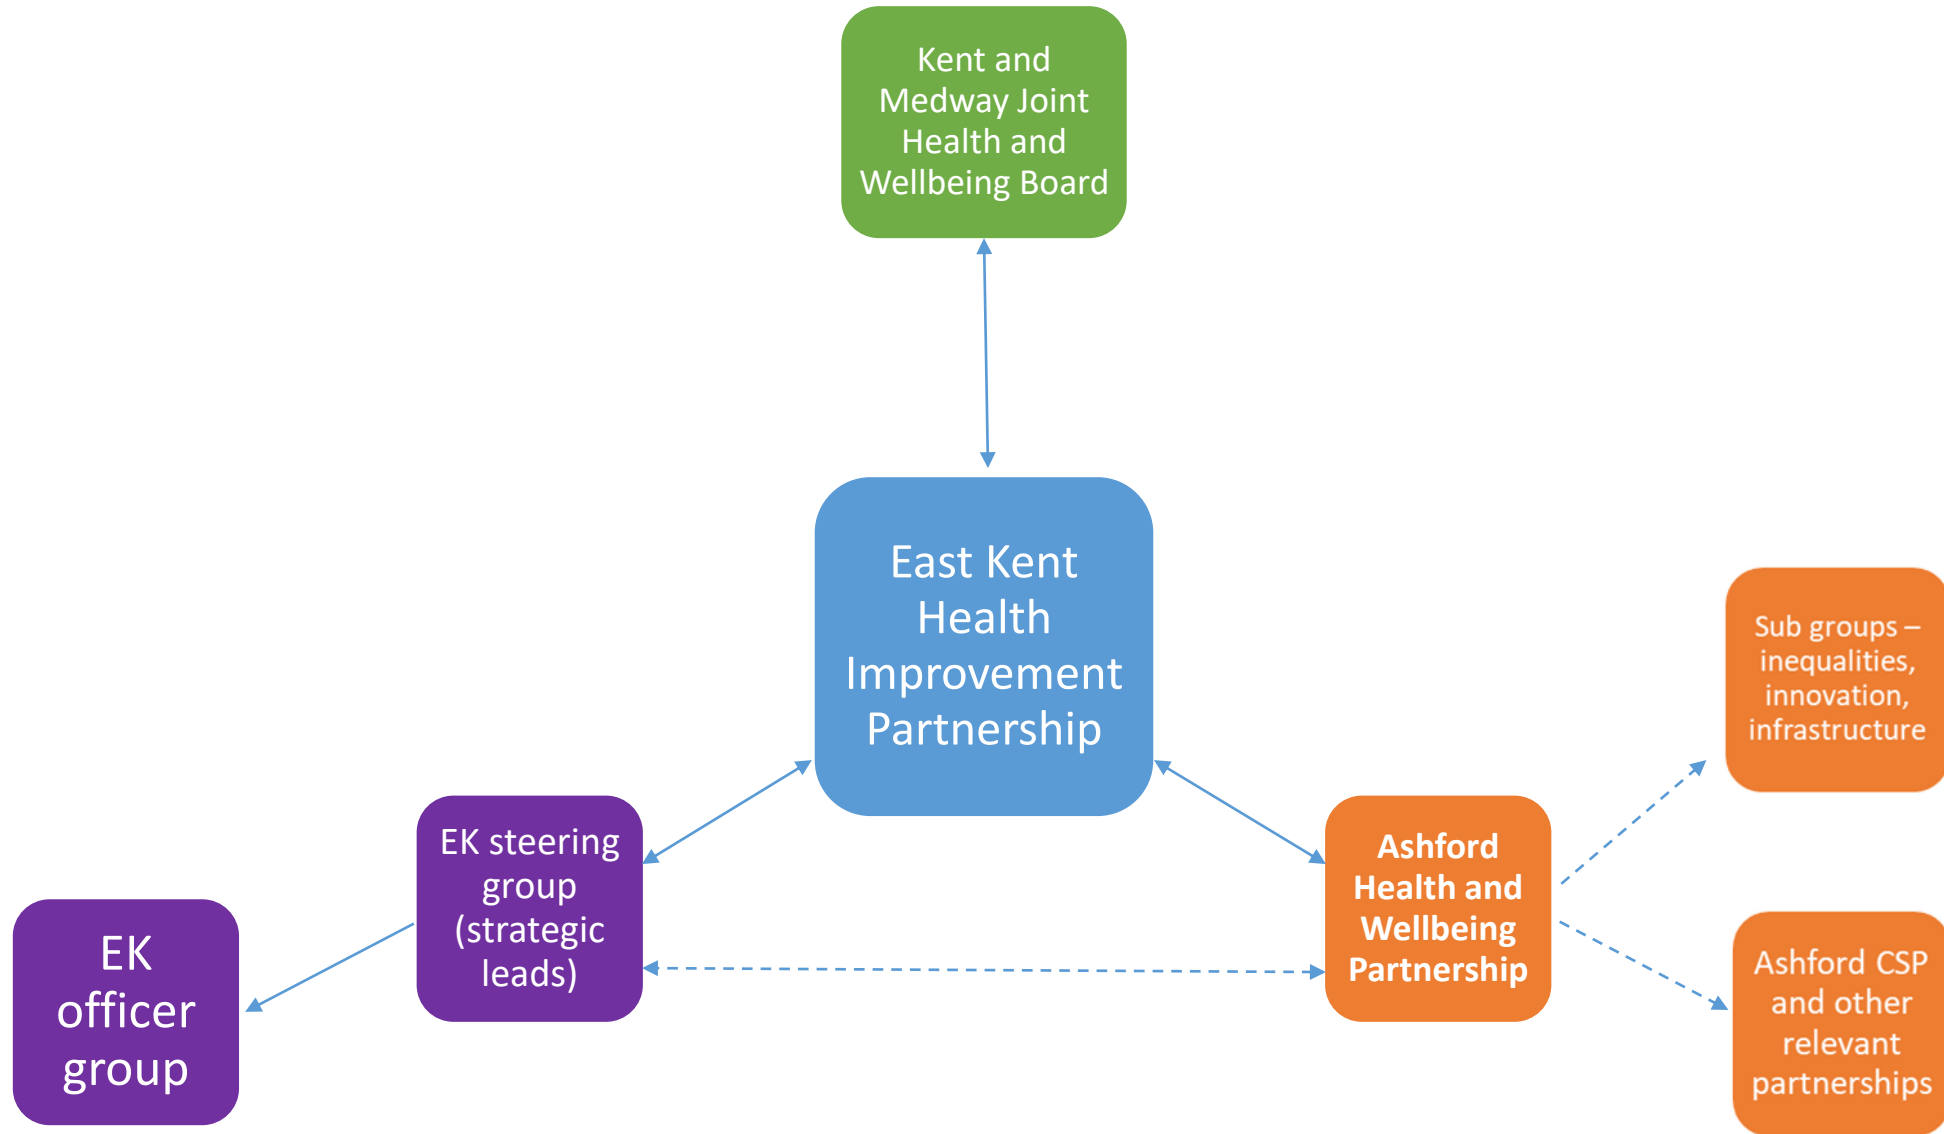 Kent and
Medway Joint
Health and
Wellbeing Board
East Kent
Health
Improvement
Partnership
Sub groups –
inequalities,
innovation,
infrastructure
EK steering
group
(strategic
leads)
Ashford
Health and
Wellbeing
Partnership
EK
officer
group
Ashford CSP
and other
relevant
partnerships